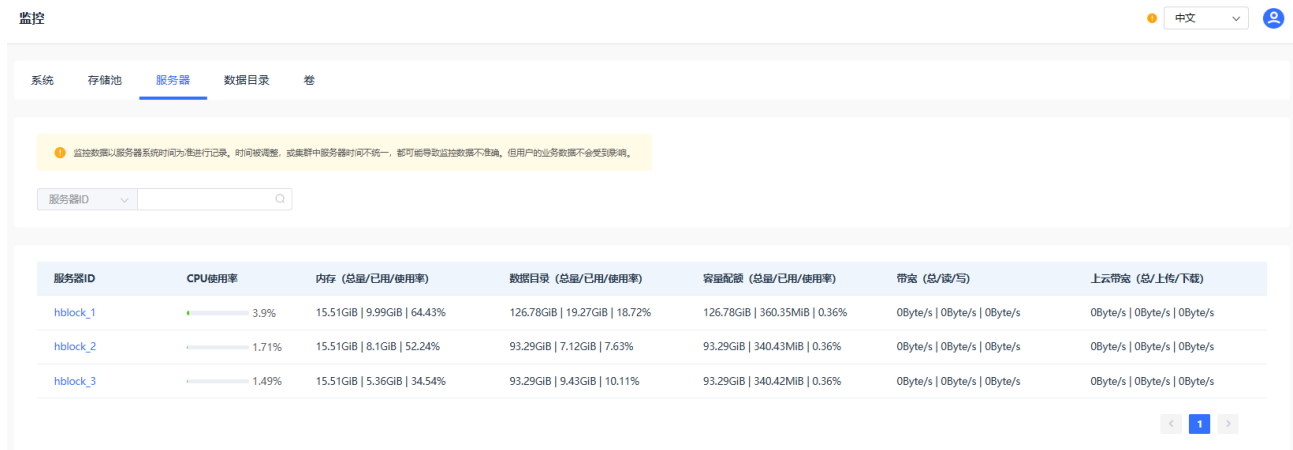 监控
中文
系统 存储池 服务器 数据目录 卷
监控数据以服务器系统时间为准进行记录。时间被调整，或集群中服务器时间不统一，都可能导致监控数据不准确。但用户的业务数据不会受到影响。
服务器ID
服务器ID CPU使用率 内存（总量/已用/使用率） 数据目录（总量/已用/使用率） 容量配额（总量/已用/使用率） 带宽（总/读/写） 上云带宽（总/上传/下载）
hblock_1 3.9% 15.51GiB | 9.99GiB | 64.43% 126.78GiB | 19.27GiB | 18.72% 126.78GiB | 360.35MiB | 0.36% 0Byte/s | 0Byte/s | 0Byte/s 0Byte/s | 0Byte/s | 0Byte/s
hblock_2 1.71% 15.51GiB | 8.1GiB | 52.24% 93.29GiB | 7.12GiB | 7.63% 93.29GiB | 340.43MiB | 0.36% 0Byte/s | 0Byte/s | 0Byte/s 0Byte/s | 0Byte/s | 0Byte/s
hblock_3 1.49% 15.51GiB | 5.36GiB | 34.54% 93.29GiB | 9.43GiB | 10.11% 93.29GiB | 340.42MiB | 0.36% 0Byte/s | 0Byte/s | 0Byte/s 0Byte/s | 0Byte/s | 0Byte/s
1